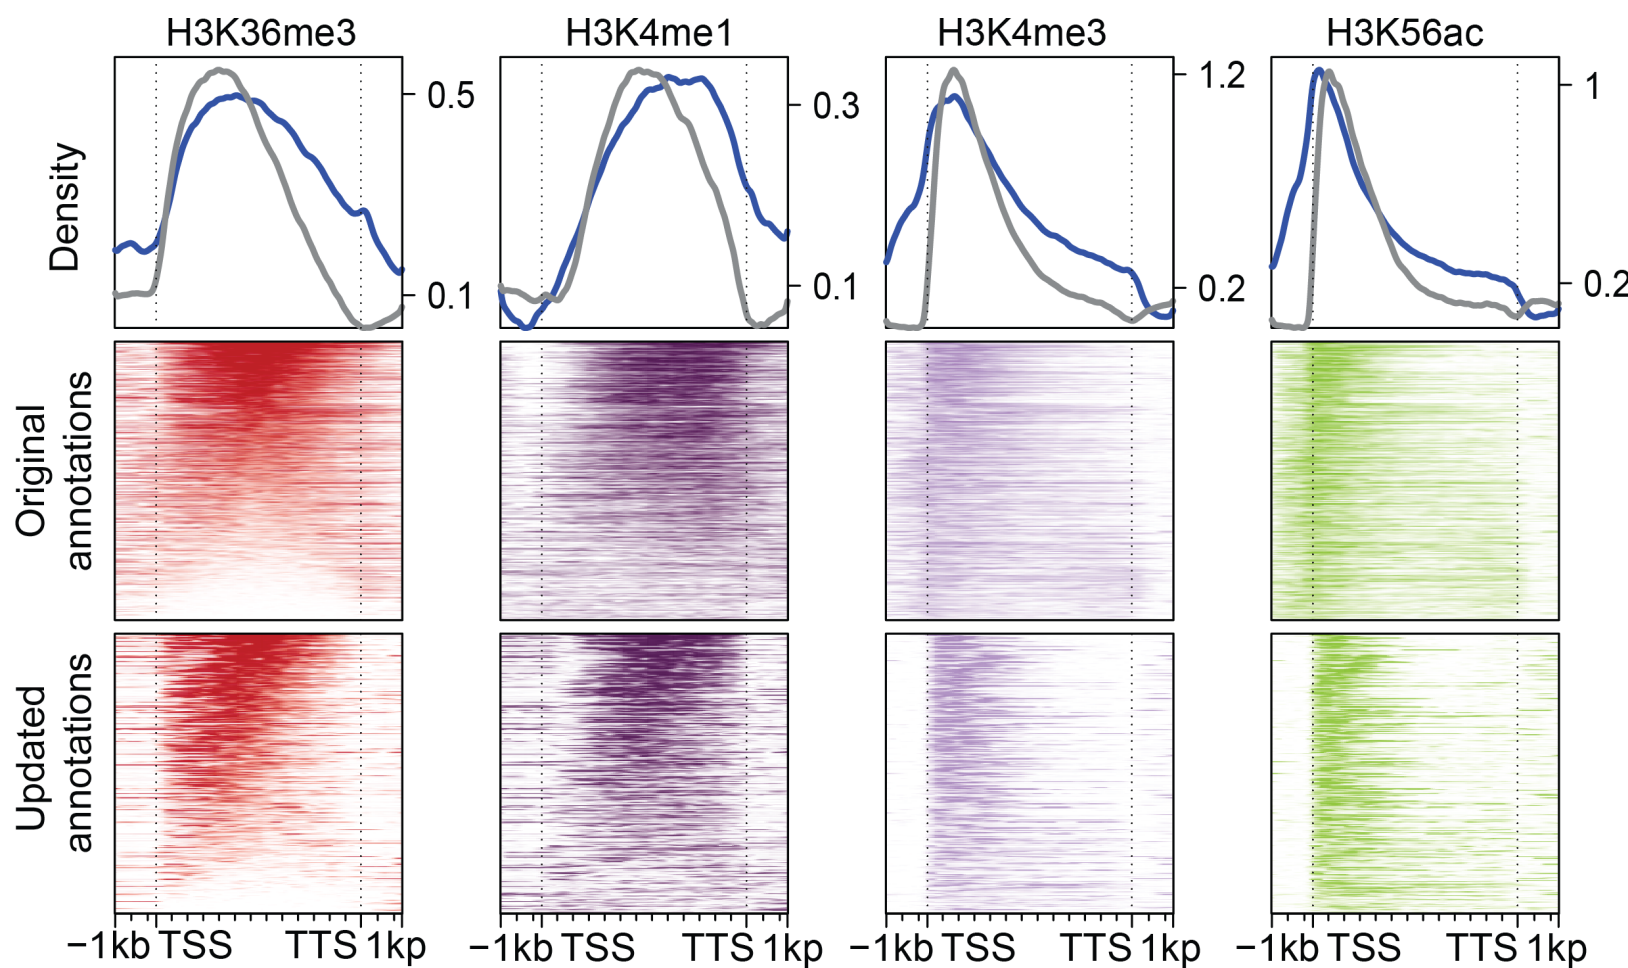 H3K36me3
H3K4me1
H3K4me3
H3K56ac
Density
0.5
0.1
0.3
0.1
1.2
0.2
1
0.2
Original
annotations
Updated
annotations
−1kb TSS TTS 1kp
−1kb TSS TTS 1kp
−1kb TSS TTS 1kp
−1kb TSS TTS 1kp